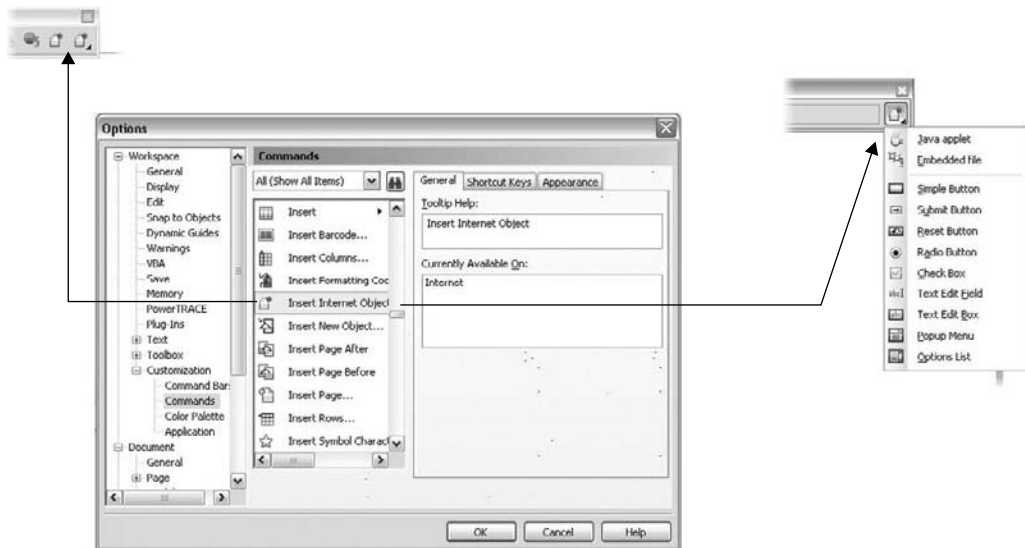 Options
Workspace
General
Display
Edit
Snap to Objects
Dynamic Guides
Warnings
VBA
Save
Memory
PowerTRACE
Plug-Ins
Text
Toolbox
Customization
Command Bar
Commands
Color Palette
Application
Document
General
Page
Commands
All (Show All Items)
Insert
Insert Barcode...
Insert Columns...
Insert Formatting Coc
Insert Internet Object
Insert New Object...
Insert Page After
Insert Page Before
Insert Page...
Insert Rows...
Insert Symbol Charact
General
Shortcut Keys
Appearance
Tooltip Help:
Insert Internet Object
Currently Available On:
Internet
OK
Cancel
Help
Java applet
Embedded file
Simple Button
Submit Button
Reset Button
Radio Button
Check Box
Text Edit Field
Text Edit Box
Popup Menu
Options List